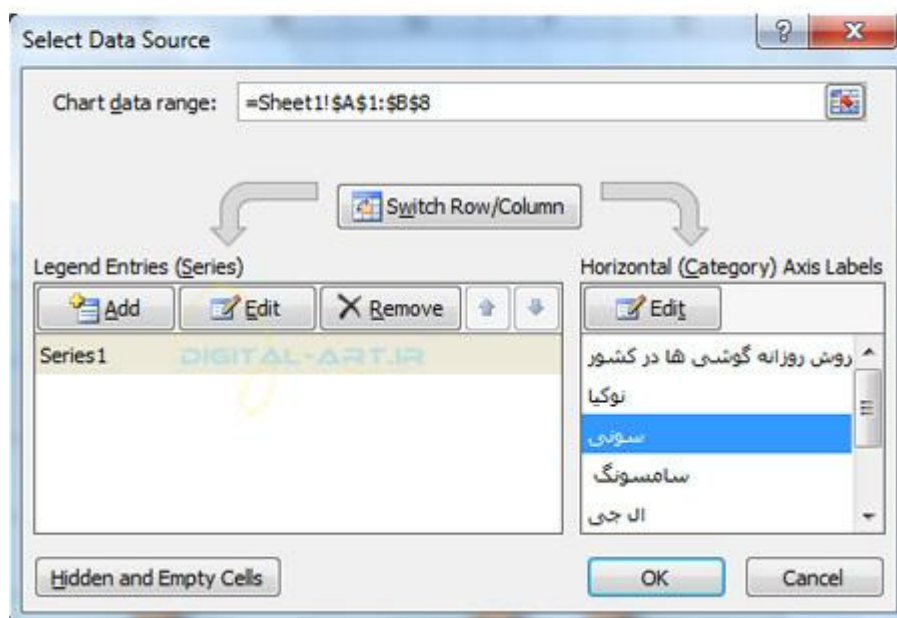 Select Data Source
Chart data range: =Sheet1!$A$1:$B$8
Switch Row/Column
Legend Entries (Series)
Add Edit Remove
Series1
DIGITAL-ART.IR
Horizontal (Category) Axis Labels
Edit
روش روزانه گوشی ها در کشور
نوکیا
سونی
سامسونگ
ال جی
Hidden and Empty Cells
OK Cancel